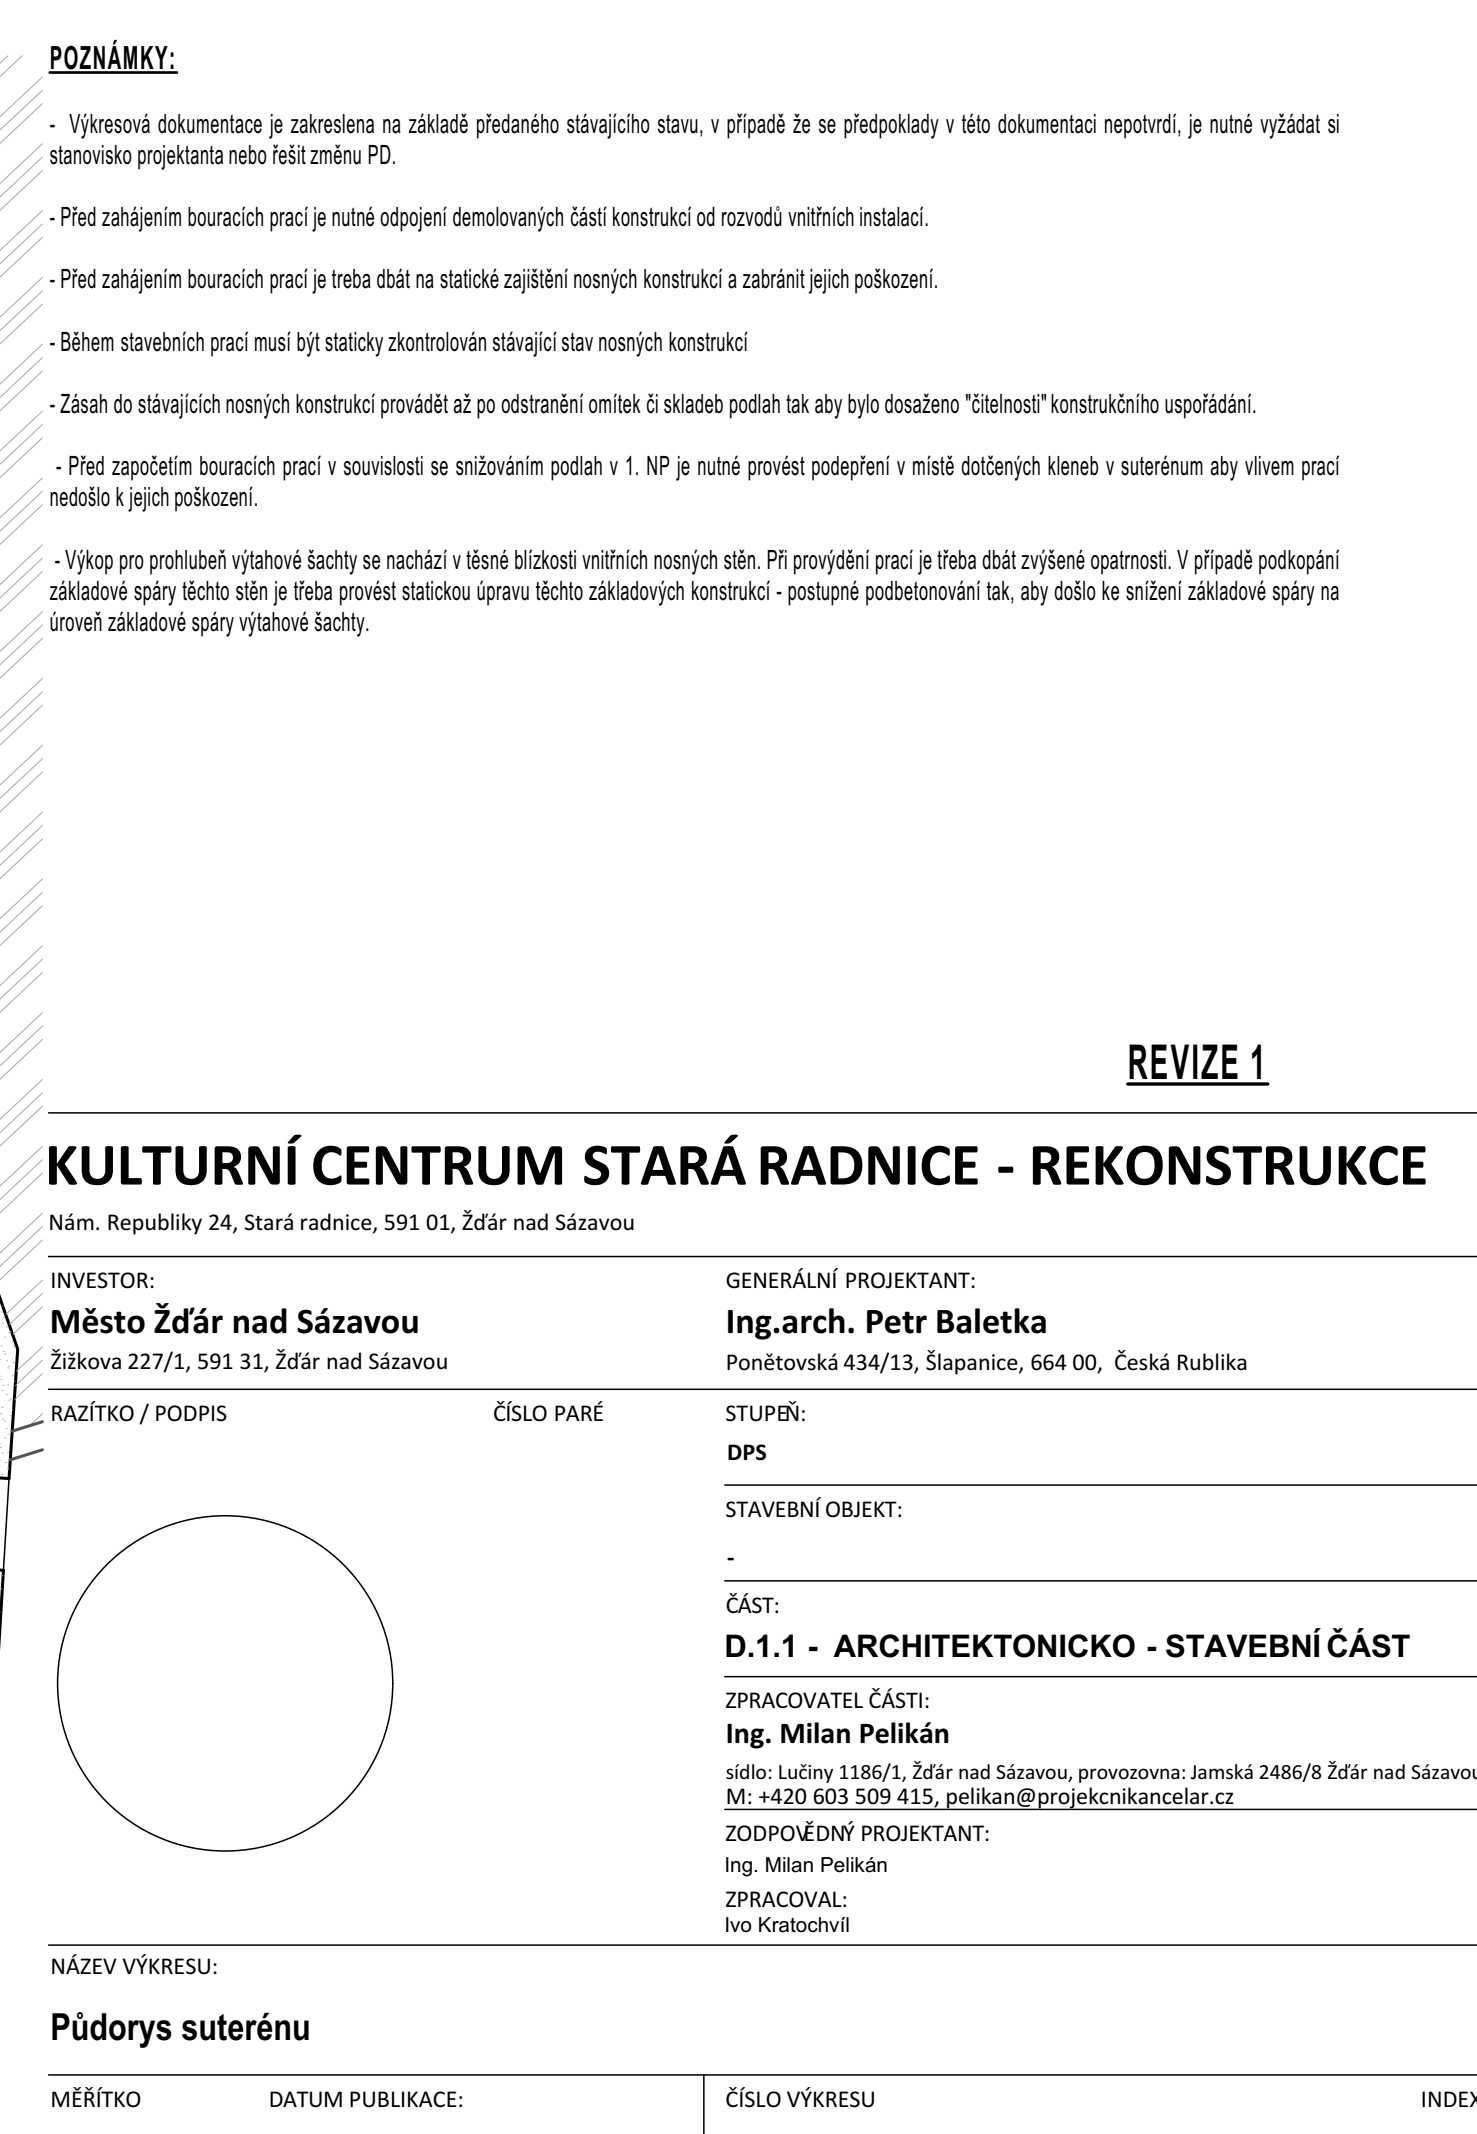 POZNÁMKY:
- Výkresová dokumentace je zakreslena na základě předaného stávajícího stavu, v případě že se předpoklady v této dokumentaci nepotvrdí, je nutné vyžádat si
stanovisko projektanta nebo řešit změnu PD.
- Před zahájením bouracích prací je nutné odpojení demolovaných částí konstrukcí od rozvodů vnitřních instalací.
- Před zahájením bouracích prací je treba dbát na statické zajištění nosných konstrukcí a zabránit jejich poškození.
- Během stavebních prací musí být staticky zkontrolován stávající stav nosných konstrukcí
- Zásah do stávajících nosných konstrukcí provádět až po odstranění omítek či skladeb podlah tak aby bylo dosaženo "čitelnosti" konstrukčního uspořádání.
- Před započetím bouracích prací v souvislosti se snižováním podlah v 1. NP je nutné provést podepření v místě dotčených kleneb v suterénum aby vlivem prací
nedošlo k jejich poškození.
- Výkop pro prohlubeň výtahové šachty se nachází v těsné blízkosti vnitřních nosných stěn. Při provýdění prací je třeba dbát zvýšené opatrnosti. V případě podkopání
základové spáry těchto stěn je třeba provést statickou úpravu těchto základových konstrukcí - postupné podbetonování tak, aby došlo ke snížení základové spáry na
úroveň základové spáry výtahové šachty.
REVIZE 1
KULTURNÍ CENTRUM STARÁ RADNICE - REKONSTRUKCE
Nám. Republiky 24, Stará radnice, 591 01, Žďár nad Sázavou
INVESTOR:
Město Žďár nad Sázavou
Žižkova 227/1, 591 31, Žďár nad Sázavou
GENERÁLNÍ PROJEKTANT:
Ing.arch. Petr Baletka
Ponětovská 434/13, Šlapanice, 664 00, Česká Rublika
RAZÍTKO / PODPIS
ČÍSLO PARÉ
STUPEŇ:
DPS
STAVEBNÍ OBJEKT:
-
ČÁST:
D.1.1 - ARCHITEKTONICKO - STAVEBNÍ ČÁST
ZPRACOVATEL ČÁSTI:
Ing. Milan Pelikán
sídlo: Lučiny 1186/1, Žďár nad Sázavou, provozovna: Jamská 2486/8 Žďár nad Sázavou
M: +420 603 509 415, pelikan@projekcnikancelar.cz
ZODPOVĚDNÝ PROJEKTANT:
Ing. Milan Pelikán
ZPRACOVAL:
Ivo Kratochvíl
NÁZEV VÝKRESU:
Půdorys suterénu
MĚŘÍTKO
DATUM PUBLIKACE:
ČÍSLO VÝKRESU
INDEX